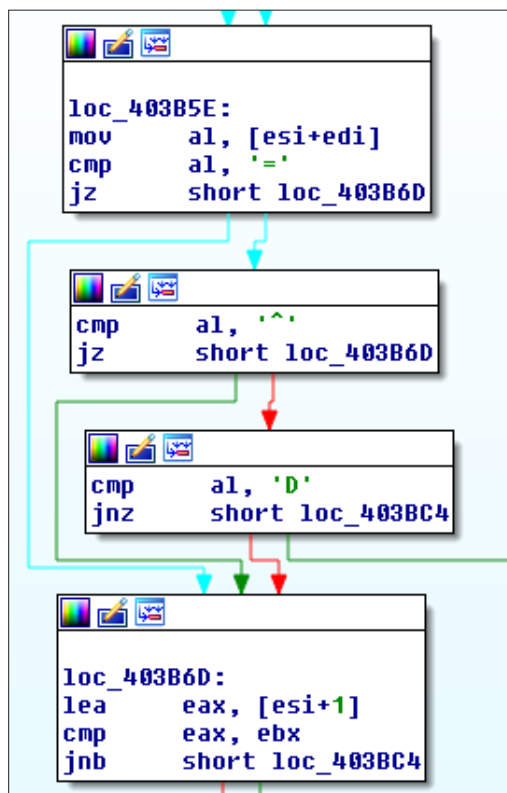 loc_403B5E:
mov al, [esi+edi]
cmp al, '='
jz short loc_403B6D
cmp al, '^'
jz short loc_403B6D
cmp al, 'D'
jnz short loc_403BC4
loc_403B6D:
lea eax, [esi+1]
cmp eax, ebx
jnb short loc_403BC4